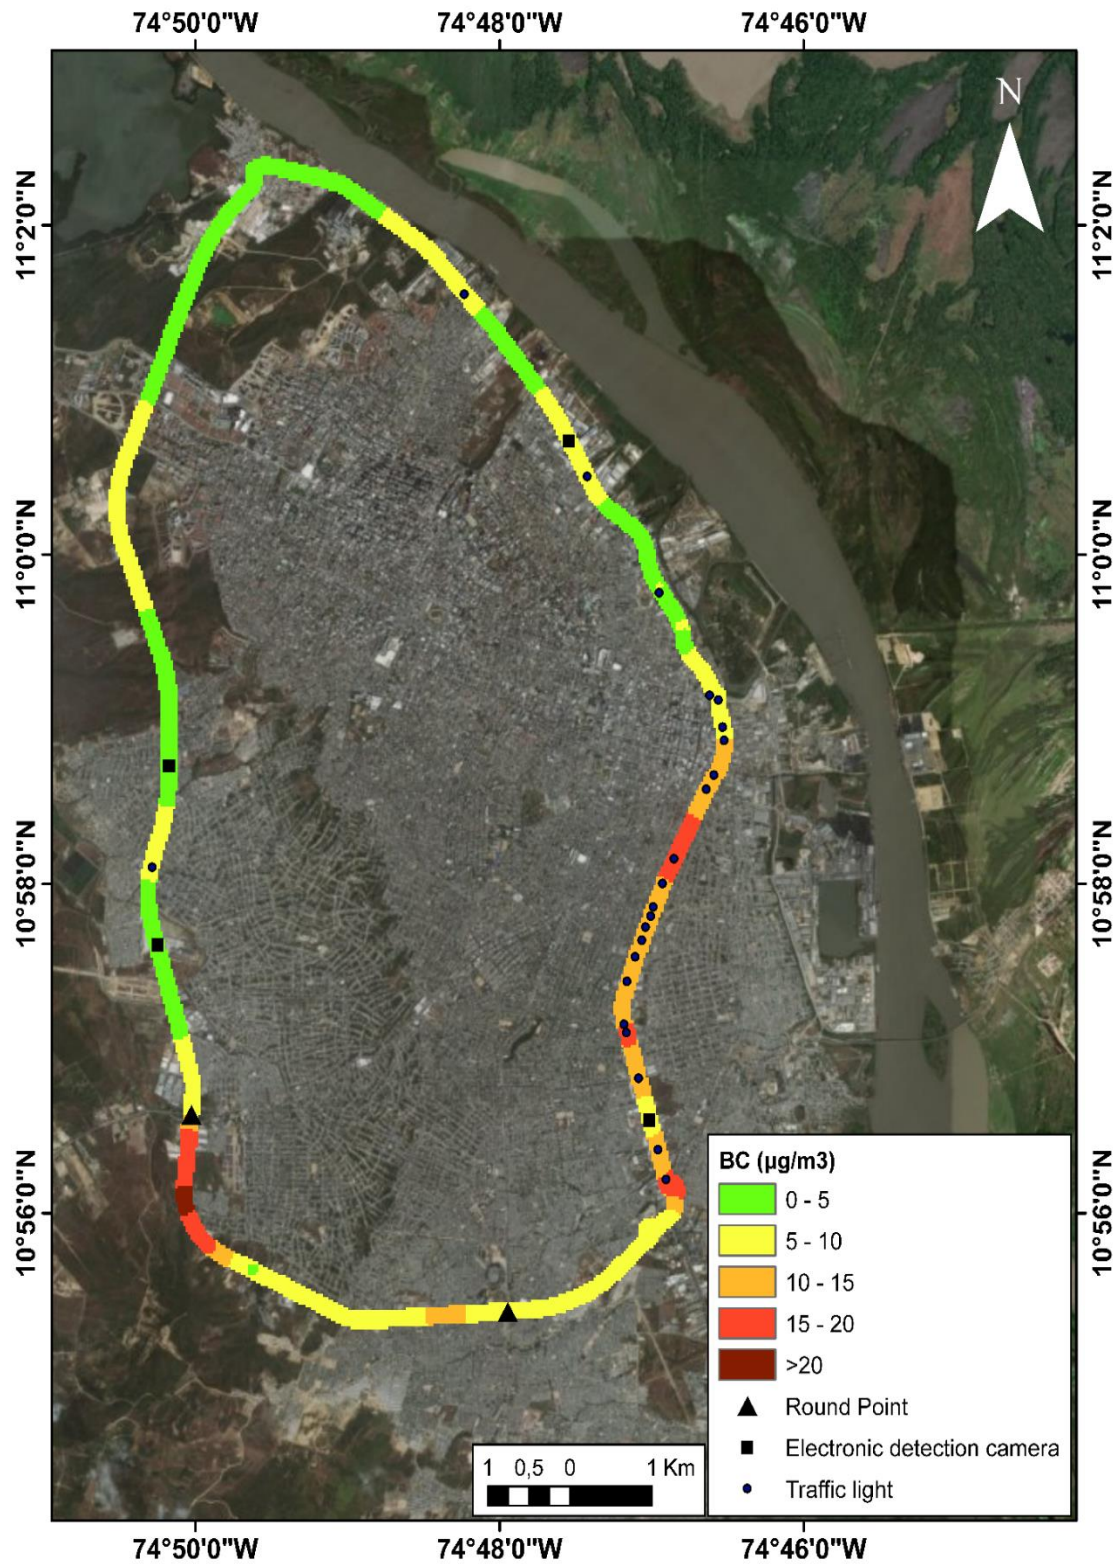 74°50'0"W 74°48'0"W 74°46'0"W
N
11°2'0"N 11°2'0"N
11°0'0"N 11°0'0"N
10°58'0"N 10°58'0"N
10°56'0"N 10°56'0"N
BC (µg/m3)
0 - 5
5 - 10
10 - 15
15 - 20
>20
Round Point
Electronic detection camera
Traffic light
1 0,5 0 1 Km
74°50'0"W 74°48'0"W 74°46'0"W